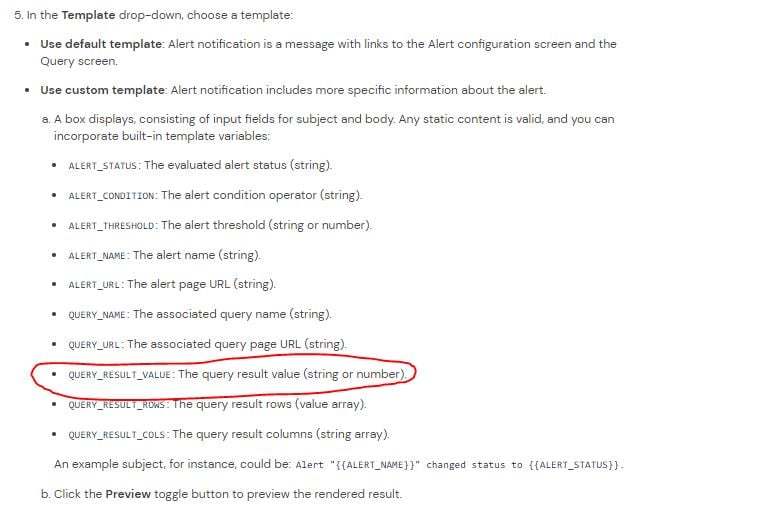 5. In the Template drop-down, choose a template:
• Use default template: Alert notification is a message with links to the Alert configuration screen and the
Query screen.
• Use custom template: Alert notification includes more specific information about the alert.
a. A box displays, consisting of input fields for subject and body. Any static content is valid, and you can
incorporate built-in template variables:
• ALERT_STATUS: The evaluated alert status (string).
• ALERT_CONDITION: The alert condition operator (string).
• ALERT_THRESHOLD: The alert threshold (string or number).
• ALERT_NAME: The alert name (string).
• ALERT_URL: The alert page URL (string).
• QUERY_NAME: The associated query name (string).
• QUERY_URL: The associated query page URL (string).
• QUERY_RESULT_VALUE: The query result value (string or number).
• QUERY_RESULT_ROWS: The query result rows (value array).
• QUERY_RESULT_COLS: The query result columns (string array).
An example subject, for instance, could be: Alert "{{ALERT_NAME}}" changed status to {{ALERT_STATUS}}.
b. Click the Preview toggle button to preview the rendered result.